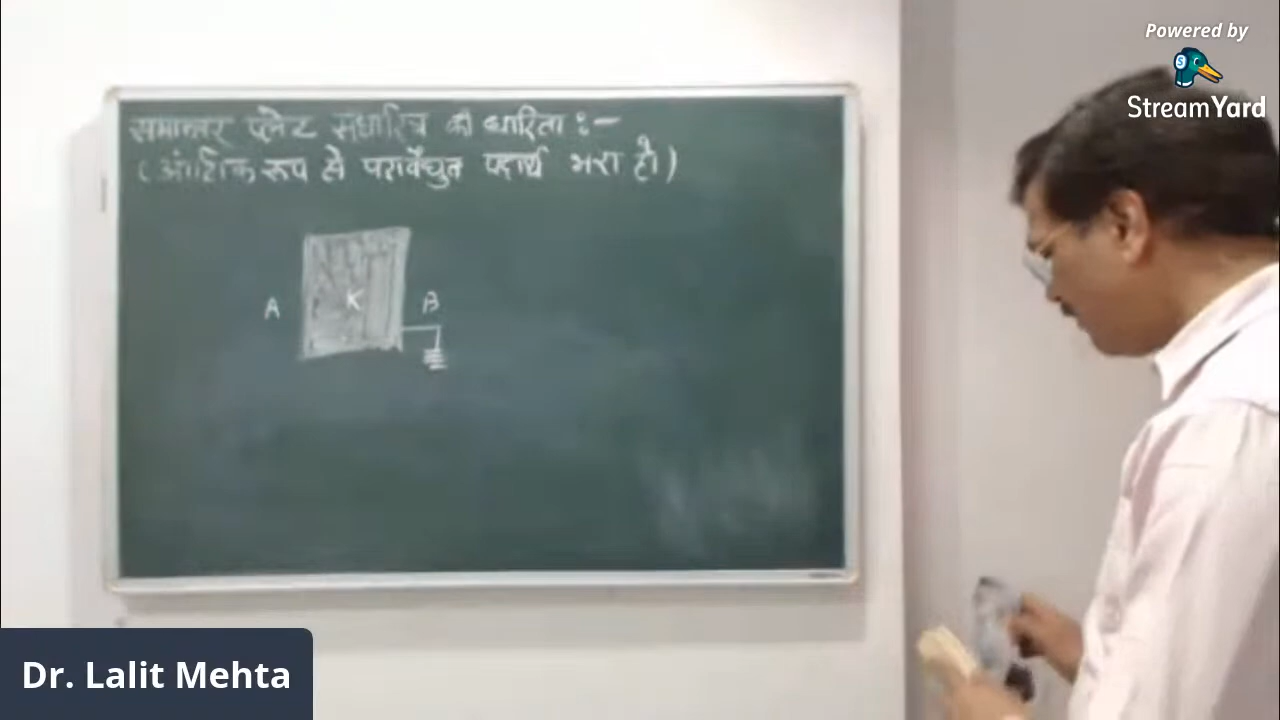 समान्तर प्लेट संधारित्र की धारिता :-
(आंशिक रूप से परावैद्युत पदार्थ भरा हो)
A K B
Powered by
StreamYard
Dr. Lalit Mehta